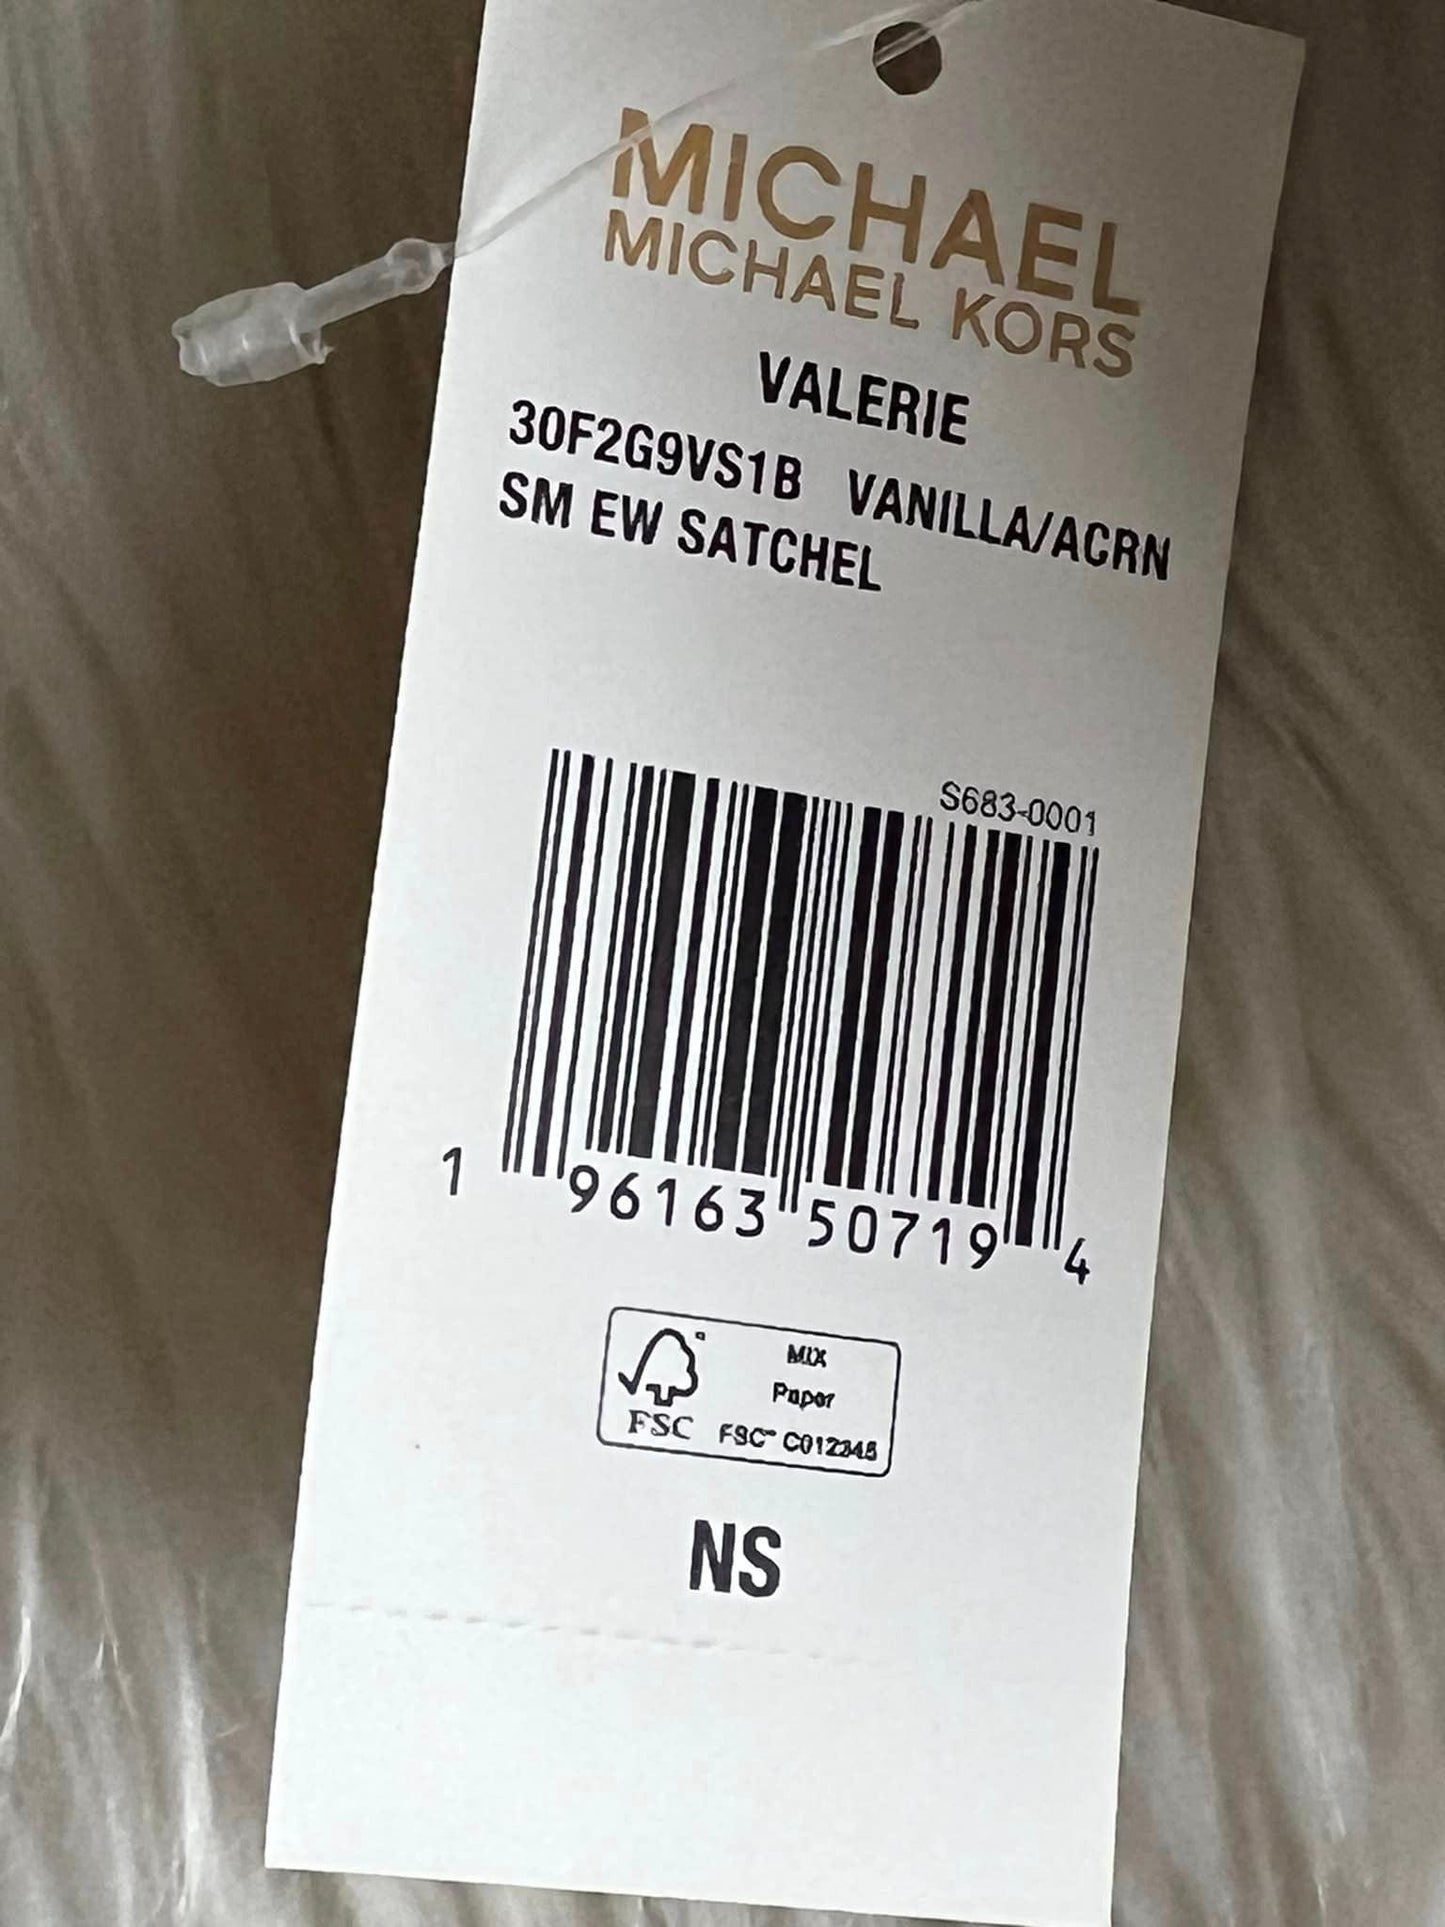 MICHAEL
MICHAEL KORS
VALERIE
30F2G9VS1B VANILLA/ACRN
SM EW SATCHEL
S683-0001
1 96163 50719 4
MIX
Paper
FSC FSC™ C012345
NS